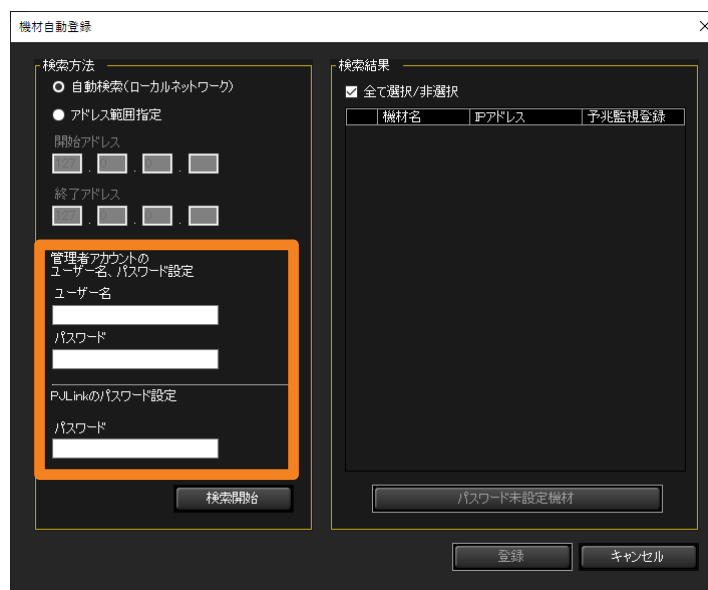 機材自動登録
検索方法
自動検索(ローカルネットワーク)
アドレス範囲指定
開始アドレス
127 . 0 . 0 .
終了アドレス
127 . 0 . 0 .
管理者アカウントの
ユーザー名、パスワード設定
ユーザー名
パスワード
PJLinkのパスワード設定
パスワード
検索開始
検索結果
全て選択/非選択
機材名 IPアドレス 予兆監視登録
パスワード未設定機材
登録 キャンセル